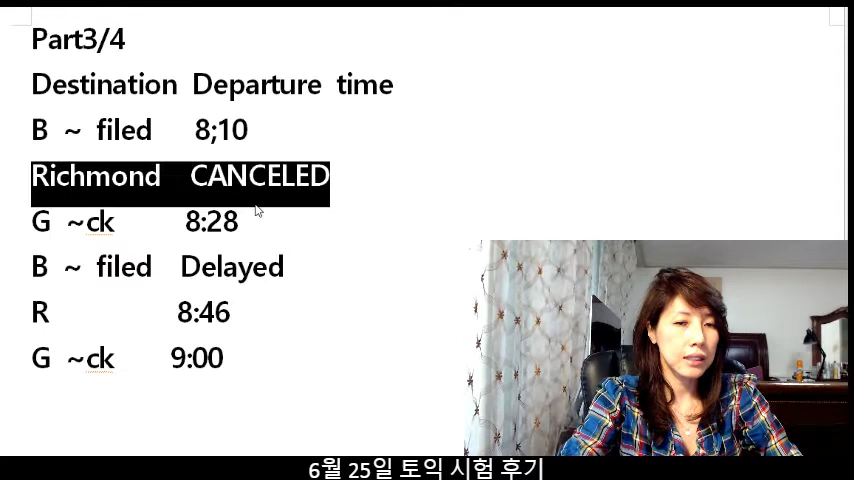 Part3/4
Destination Departure time
B ~ filed 8;10
Richmond CANCELED
G ~ck 8:28
B ~ filed Delayed
R 8:46
G ~ck 9:00
6월 25일 토익 시험 후기